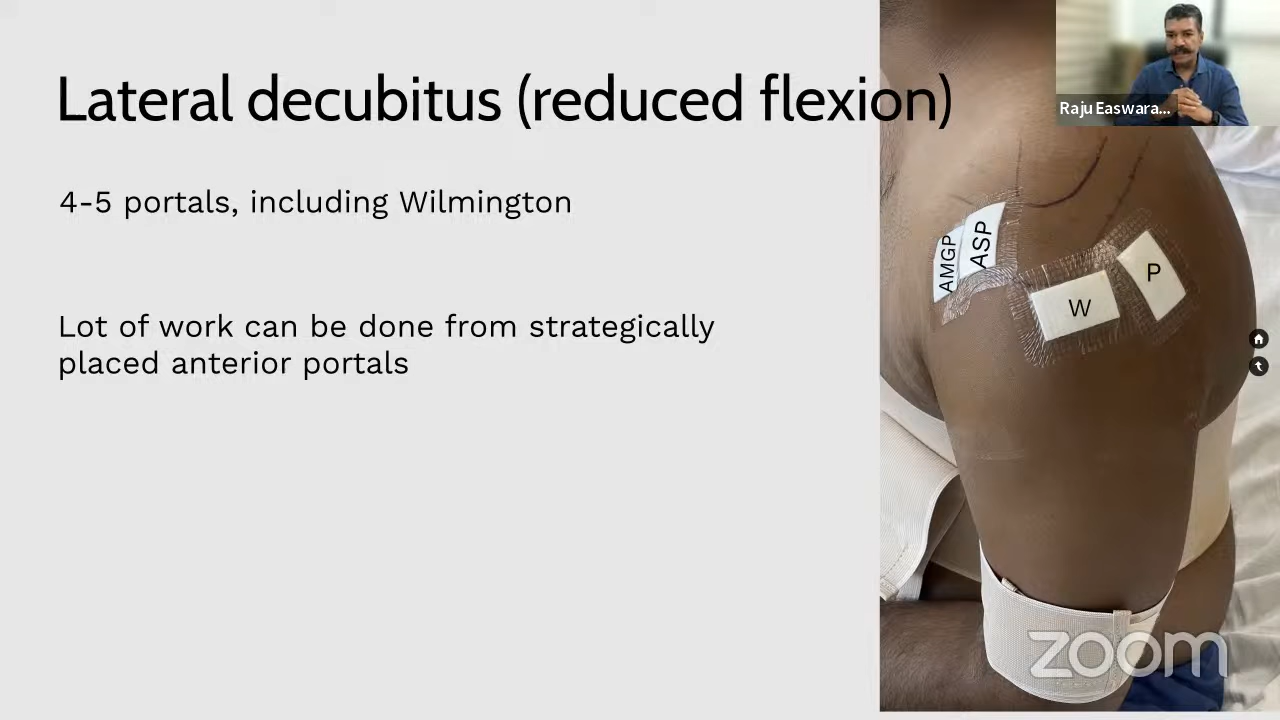 Lateral decubitus (reduced flexion)
Raju Easwara...
4-5 portals, including Wilmington
Lot of work can be done from strategically
placed anterior portals
AMGP
ASP
W
P
zoom